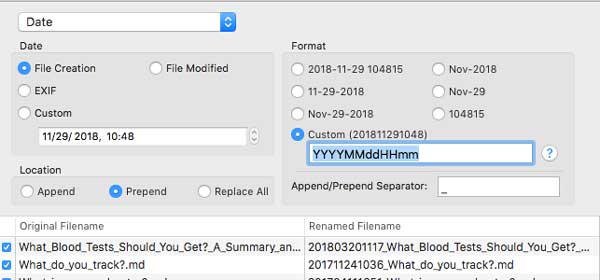 Date
Date
Format
File Creation
File Modified
2018-11-29 104815
Nov-2018
EXIF
11-29-2018
Nov-29
Custom
Nov-29-2018
104815
11/29/2018, 10:48
Custom (201811291048)
YYYYMMddHHmm
?
Location
Append
Prepend
Replace All
Append/Prepend Separator:
_
Original Filename
Renamed Filename
What_Blood_Tests_Should_You_Get?_A_Summary_an...
201803201117_What_Blood_Tests_Should_You_Get?_...
What_do_you_track?.md
201711241036_What_do_you_track?.md